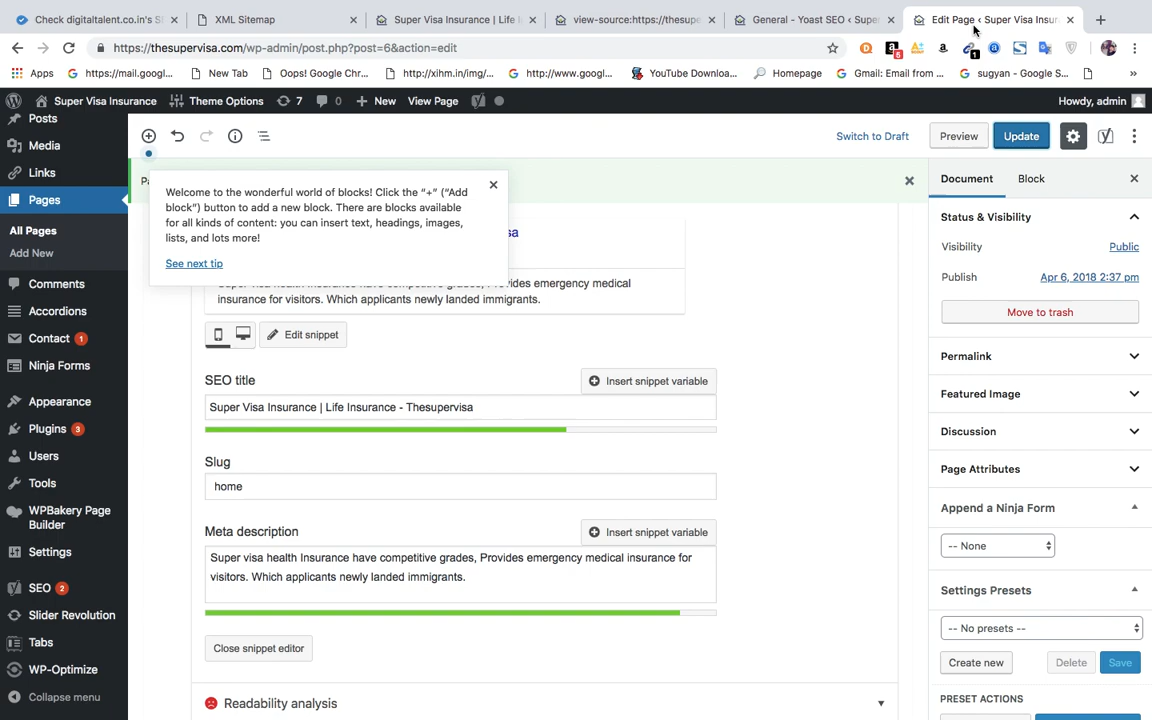 Check digitaltalent.co.in's S
XML Sitemap
Super Visa Insurance | Life I
view-source:https://thesupe
General - Yoast SEO ‹ Super
Edit Page ‹ Super Visa Insur
https://thesupervisa.com/wp-admin/post.php?post=6&action=edit
5
1
Apps
https://mail.googl...
New Tab
Oops! Google Chr...
http://xihm.in/img/...
http://www.googl...
YouTube Downloa...
Homepage
Gmail: Email from ...
sugyan - Google S...
Super Visa Insurance
Theme Options
7
0
New
View Page
Howdy, admin
Posts
Media
Links
Pages
All Pages
Add New
Comments
Accordions
Contact 1
Ninja Forms
Appearance
Plugins 3
Users
Tools
WPBakery Page
Builder
Settings
SEO 2
Slider Revolution
Tabs
WP-Optimize
Collapse menu
Switch to Draft
Preview
Update
Welcome to the wonderful world of blocks! Click the “+” (“Add
block”) button to add a new block. There are blocks available
for all kinds of content: you can insert text, headings, images,
lists, and lots more!
See next tip
insurance for visitors. Which applicants newly landed immigrants.
Edit snippet
SEO title
Insert snippet variable
Super Visa Insurance | Life Insurance - Thesupervisa
Slug
home
Meta description
Insert snippet variable
Super visa health Insurance have competitive grades, Provides emergency medical insurance for
visitors. Which applicants newly landed immigrants.
Close snippet editor
Readability analysis
Document
Block
Status & Visibility
Visibility
Public
Publish
Apr 6, 2018 2:37 pm
Move to trash
Permalink
Featured Image
Discussion
Page Attributes
Append a Ninja Form
-- None
Settings Presets
-- No presets --
Create new
Delete
Save
PRESET ACTIONS